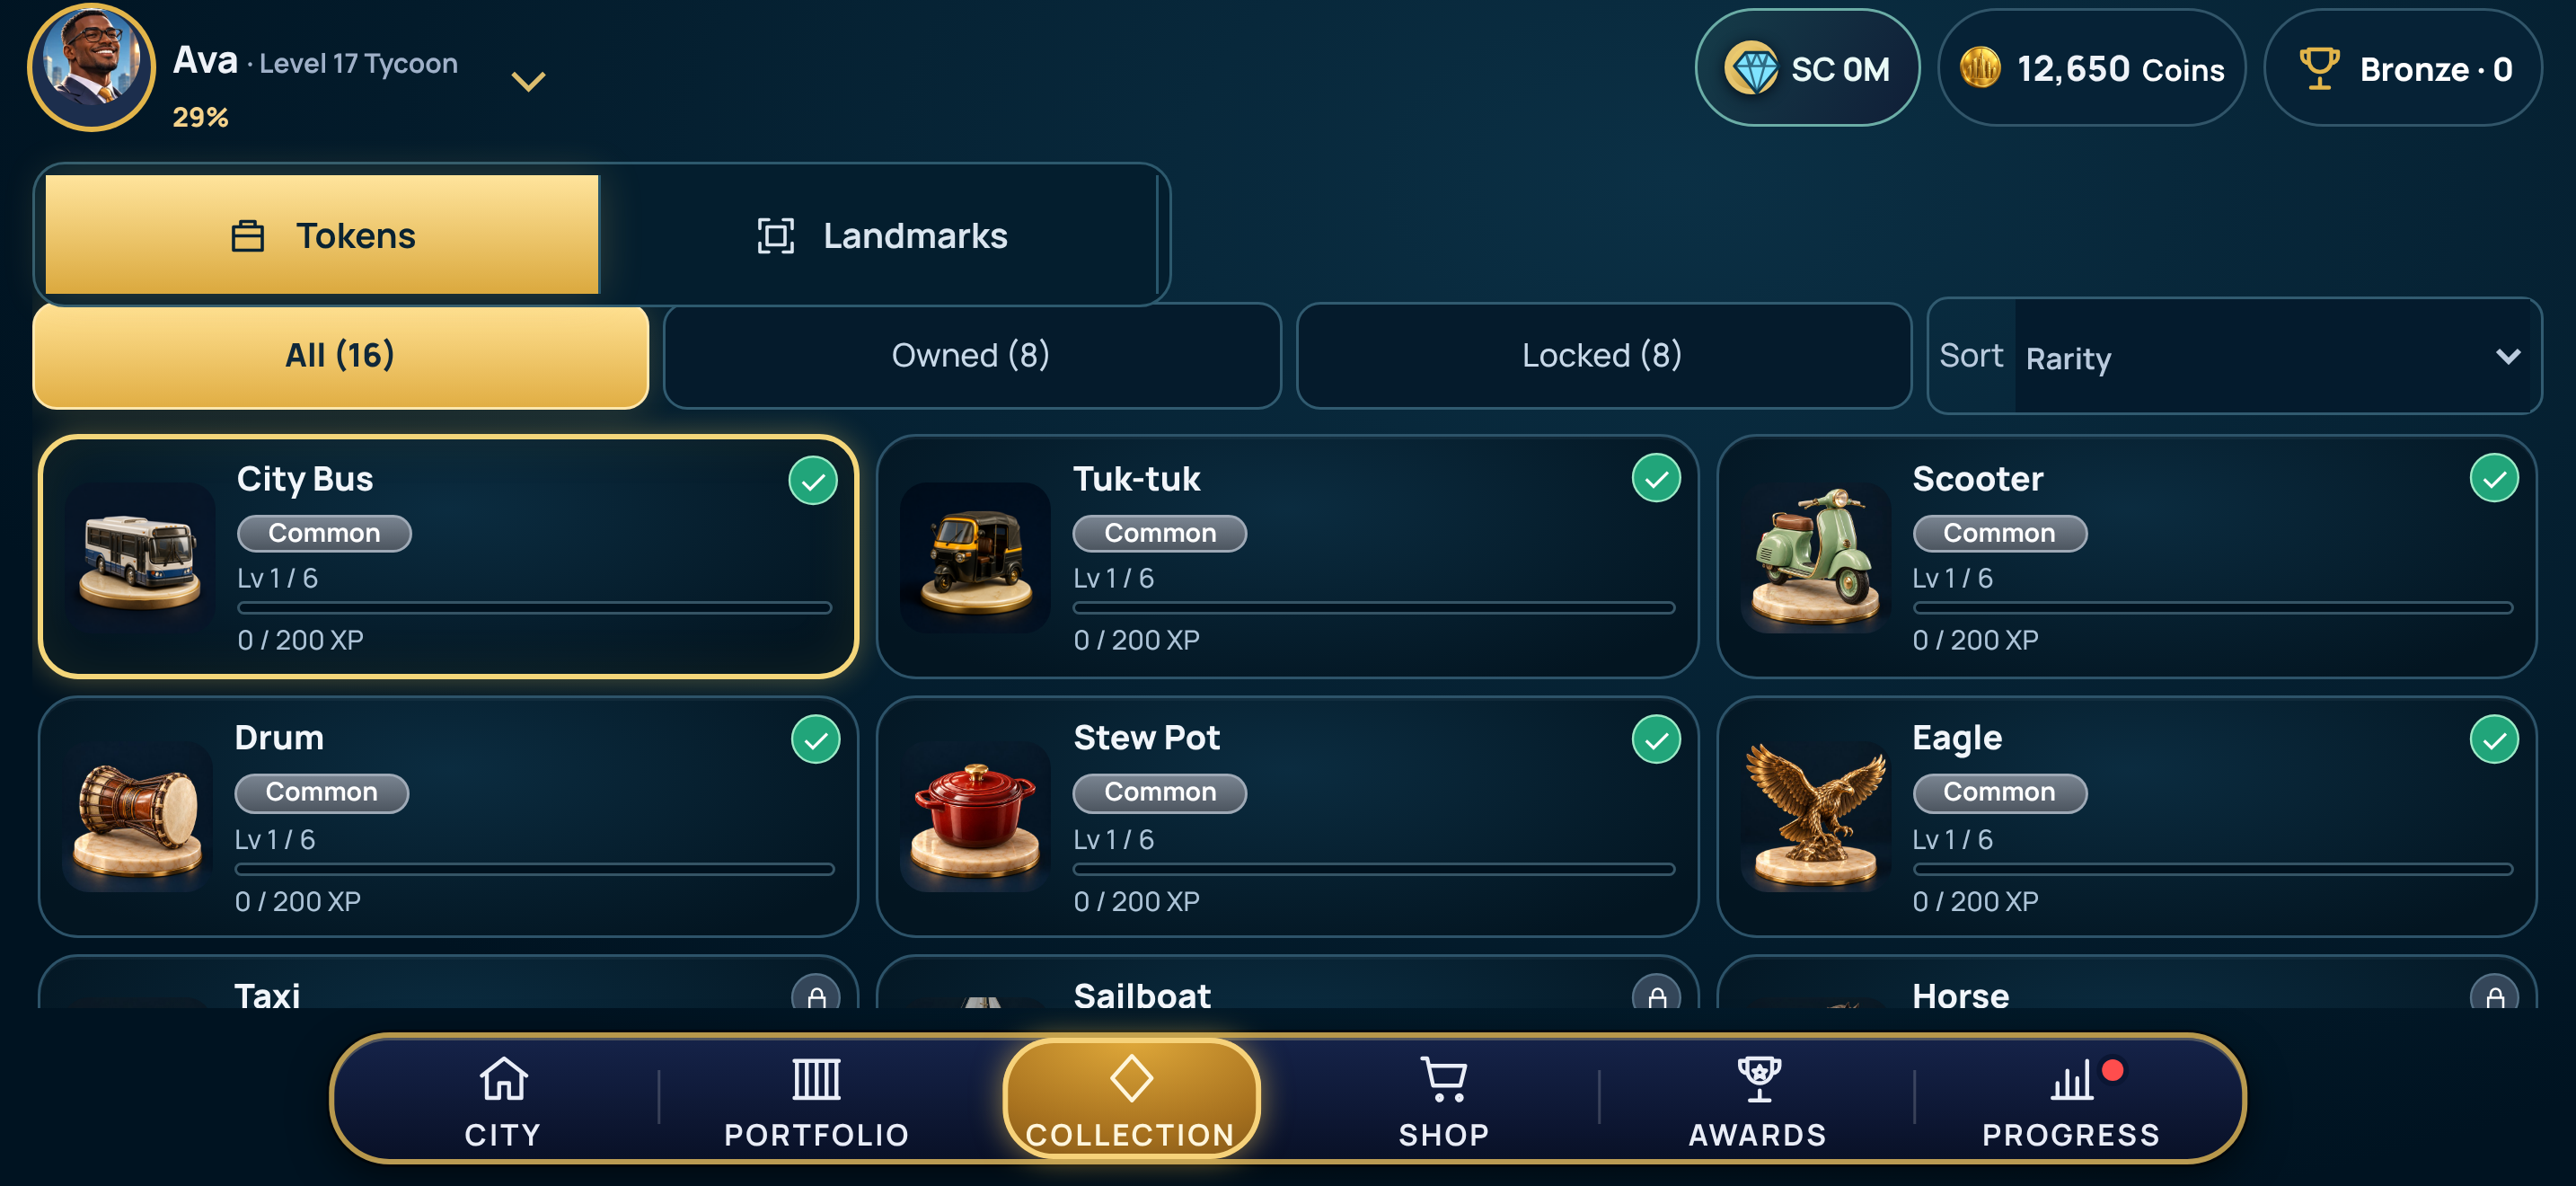 Ava · Level 17 Tycoon
29%
SC 0M
12,650 Coins
Bronze · 0
Tokens
Landmarks
All (16)
Owned (8)
Locked (8)
Sort Rarity
City Bus
Common
Lv 1 / 6
0 / 200 XP
Tuk-tuk
Common
Lv 1 / 6
0 / 200 XP
Scooter
Common
Lv 1 / 6
0 / 200 XP
Drum
Common
Lv 1 / 6
0 / 200 XP
Stew Pot
Common
Lv 1 / 6
0 / 200 XP
Eagle
Common
Lv 1 / 6
0 / 200 XP
Taxi
Sailboat
Horse
CITY
PORTFOLIO
COLLECTION
SHOP
AWARDS
PROGRESS